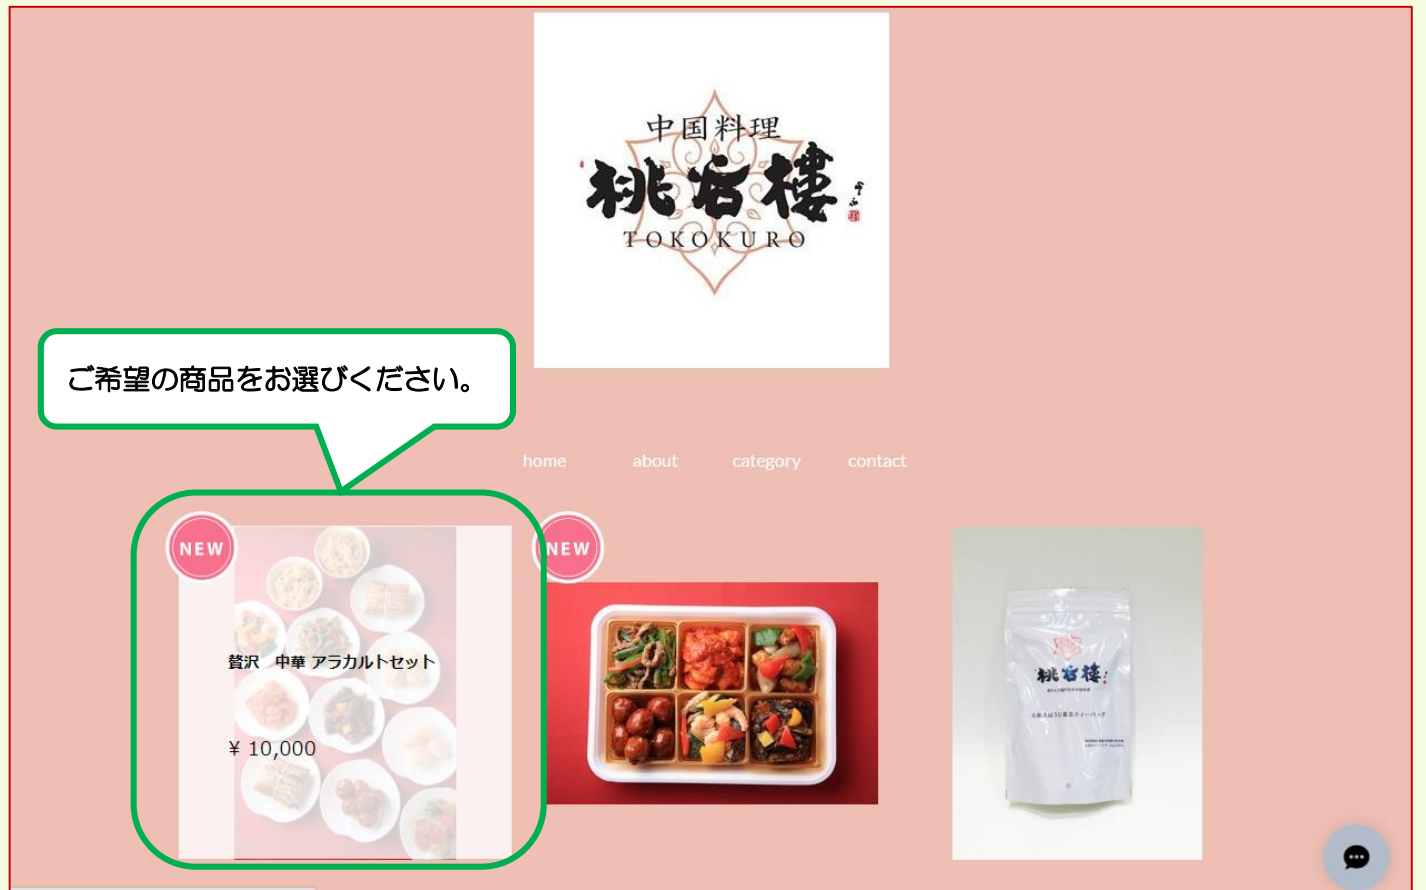 中国料理
桃谷樓
TOKOKURO
ご希望の商品をお選びください。
home about category contact
NEW
NEW
贅沢 中華 アラカルトセット
¥ 10,000
桃谷樓